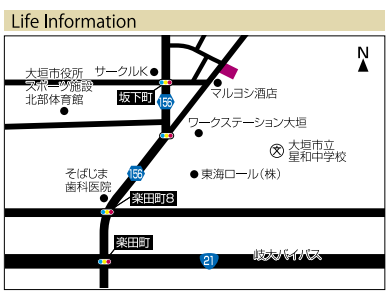 Life Information
N
大垣市役所
スポーツ施設
北部体育館
サークルK
坂下町
156
マルヨシ酒店
ワークステーション大垣
大垣市立
星和中学校
文
156
そばじま
歯科医院
東海ロール(株)
楽田町8
楽田町
21
岐大バイパス